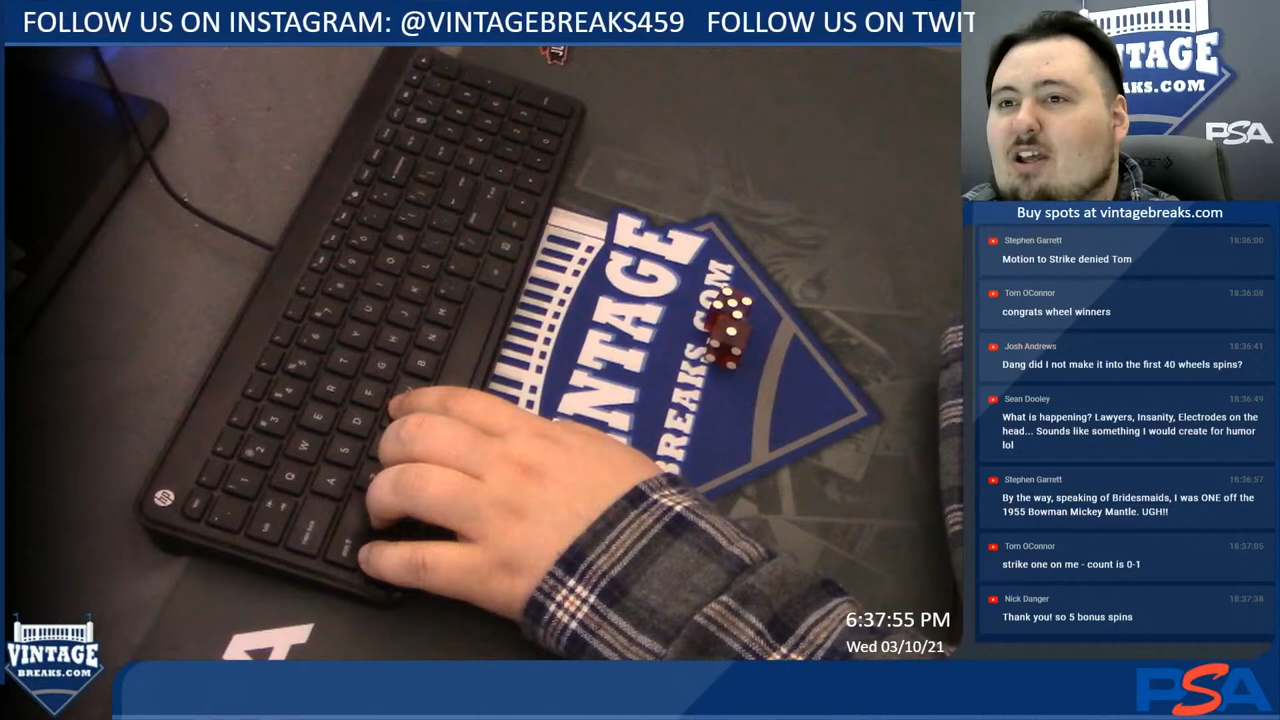 FOLLOW US ON INSTAGRAM: @VINTAGEBREAKS459 FOLLOW US ON TWIT
VINTAGE
BREAKS.COM
PSA
Buy spots at vintagebreaks.com
Stephen Garrett 18:36:00
Motion to Strike denied Tom
Tom OConnor 18:36:08
congrats wheel winners
Josh Andrews 18:36:41
Dang did I not make it into the first 40 wheels spins?
Sean Dooley 18:36:49
What is happening? Lawyers, Insanity, Electrodes on the
head... Sounds like something I would create for humor
lol
Stephen Garrett 18:36:57
By the way, speaking of Bridesmaids, I was ONE off the
1955 Bowman Mickey Mantle. UGH!!
Tom OConnor 18:37:05
strike one on me - count is 0-1
Nick Danger 18:37:38
Thank you! so 5 bonus spins
hp
VINTAGE
BREAKS.COM
6:37:55 PM
Wed 03/10/21
VINTAGE
BREAKS.COM
PSA